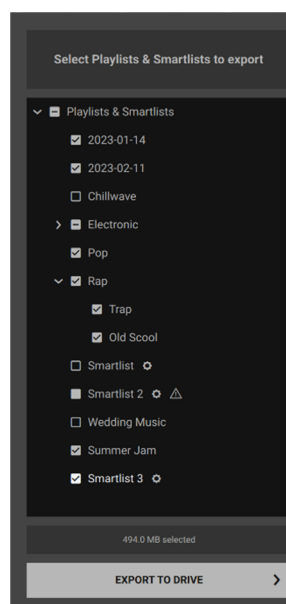 Select Playlists & Smartlists to export
Playlists & Smartlists
2023-01-14
2023-02-11
Chillwave
Electronic
Pop
Rap
Trap
Old Scool
Smartlist
Smartlist 2
Wedding Music
Summer Jam
Smartlist 3
494.0 MB selected
EXPORT TO DRIVE